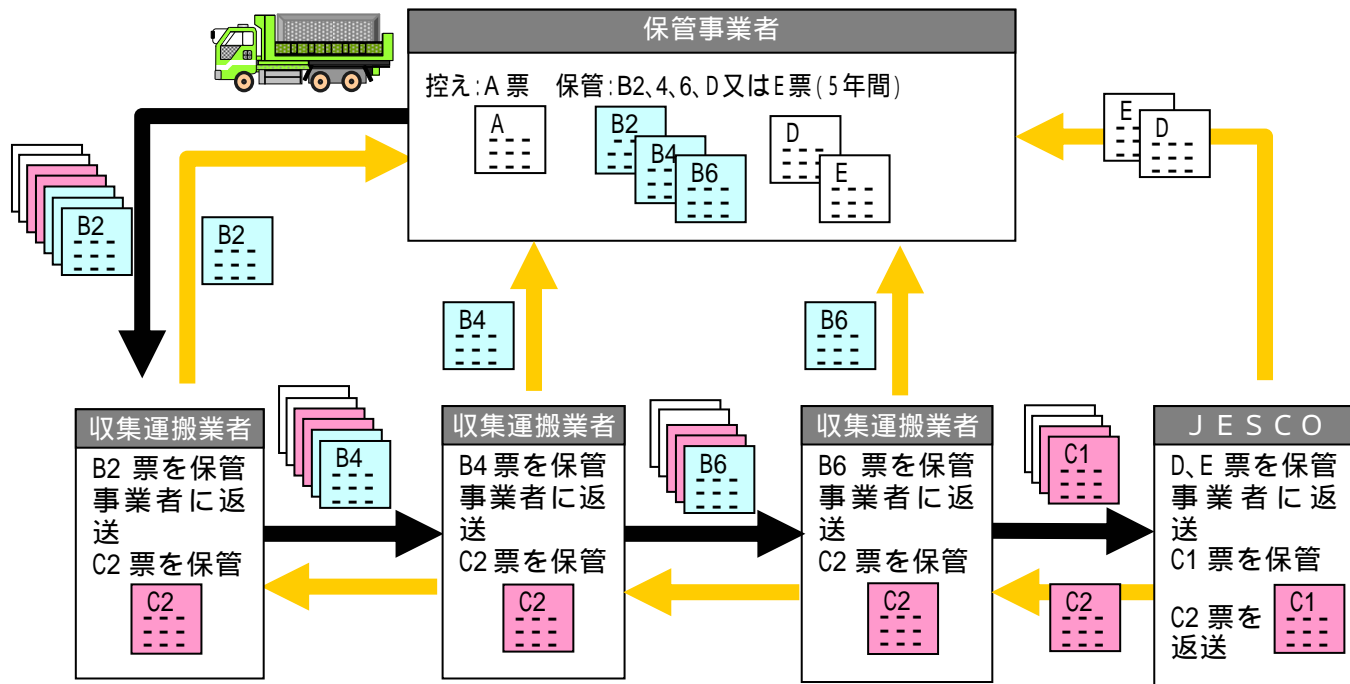 保管事業者
控え:A票 保管:B2、4、6、D又はE票(5年間)
A
B2
B4
B6
D
E
E
D
B2
B2
B4
B6
収集運搬業者
B2 票を保管
事業者に返
送
C2 票を保管
C2
B4
収集運搬業者
B4 票を保管
事業者に返
送
C2 票を保管
C2
B6
収集運搬業者
B6 票を保管
事業者に返
送
C2 票を保管
C2
C1
C2
JESCO
D、E 票を保管
事業者に返
送
C1 票を保管
C2 票を
返送
C1